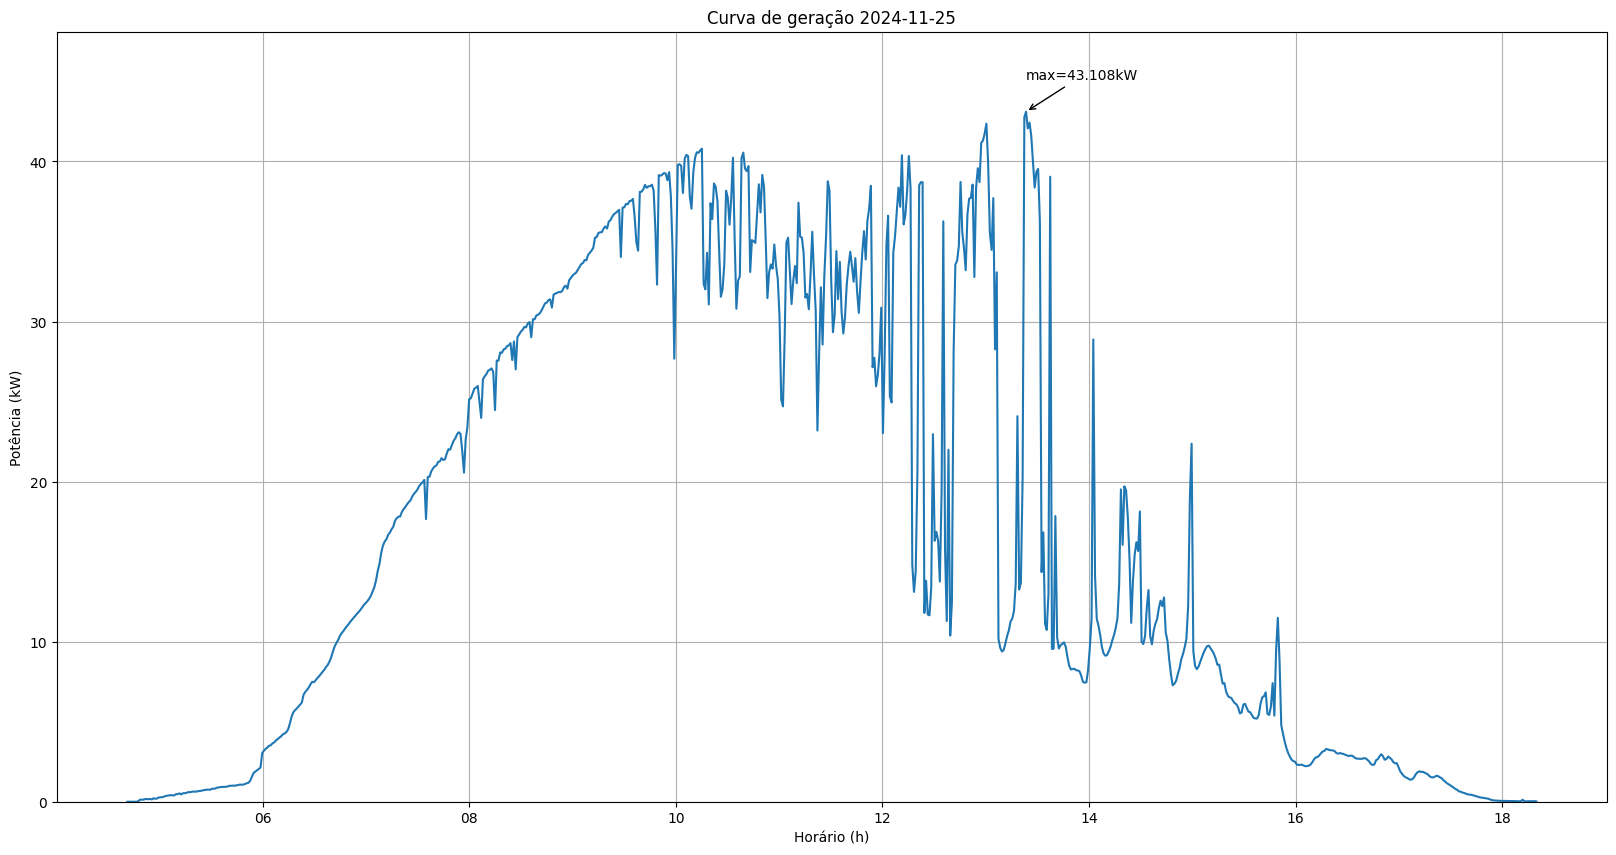 Curva de geração 2024-11-25
max=43.108kW
40
30
20
10
0
Potência (kW)
06 08 10 12 14 16 18
Horário (h)